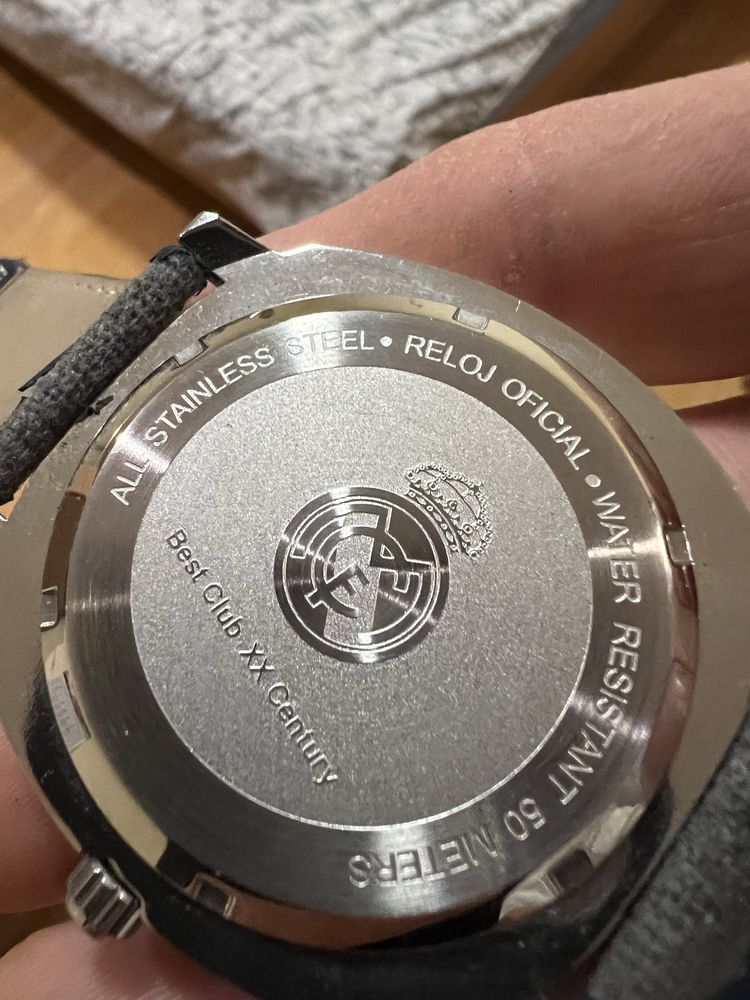 ALL STAINLESS STEEL • RELOJ OFICIAL • WATER RESISTANT 50 METERS
Best Club XX Century